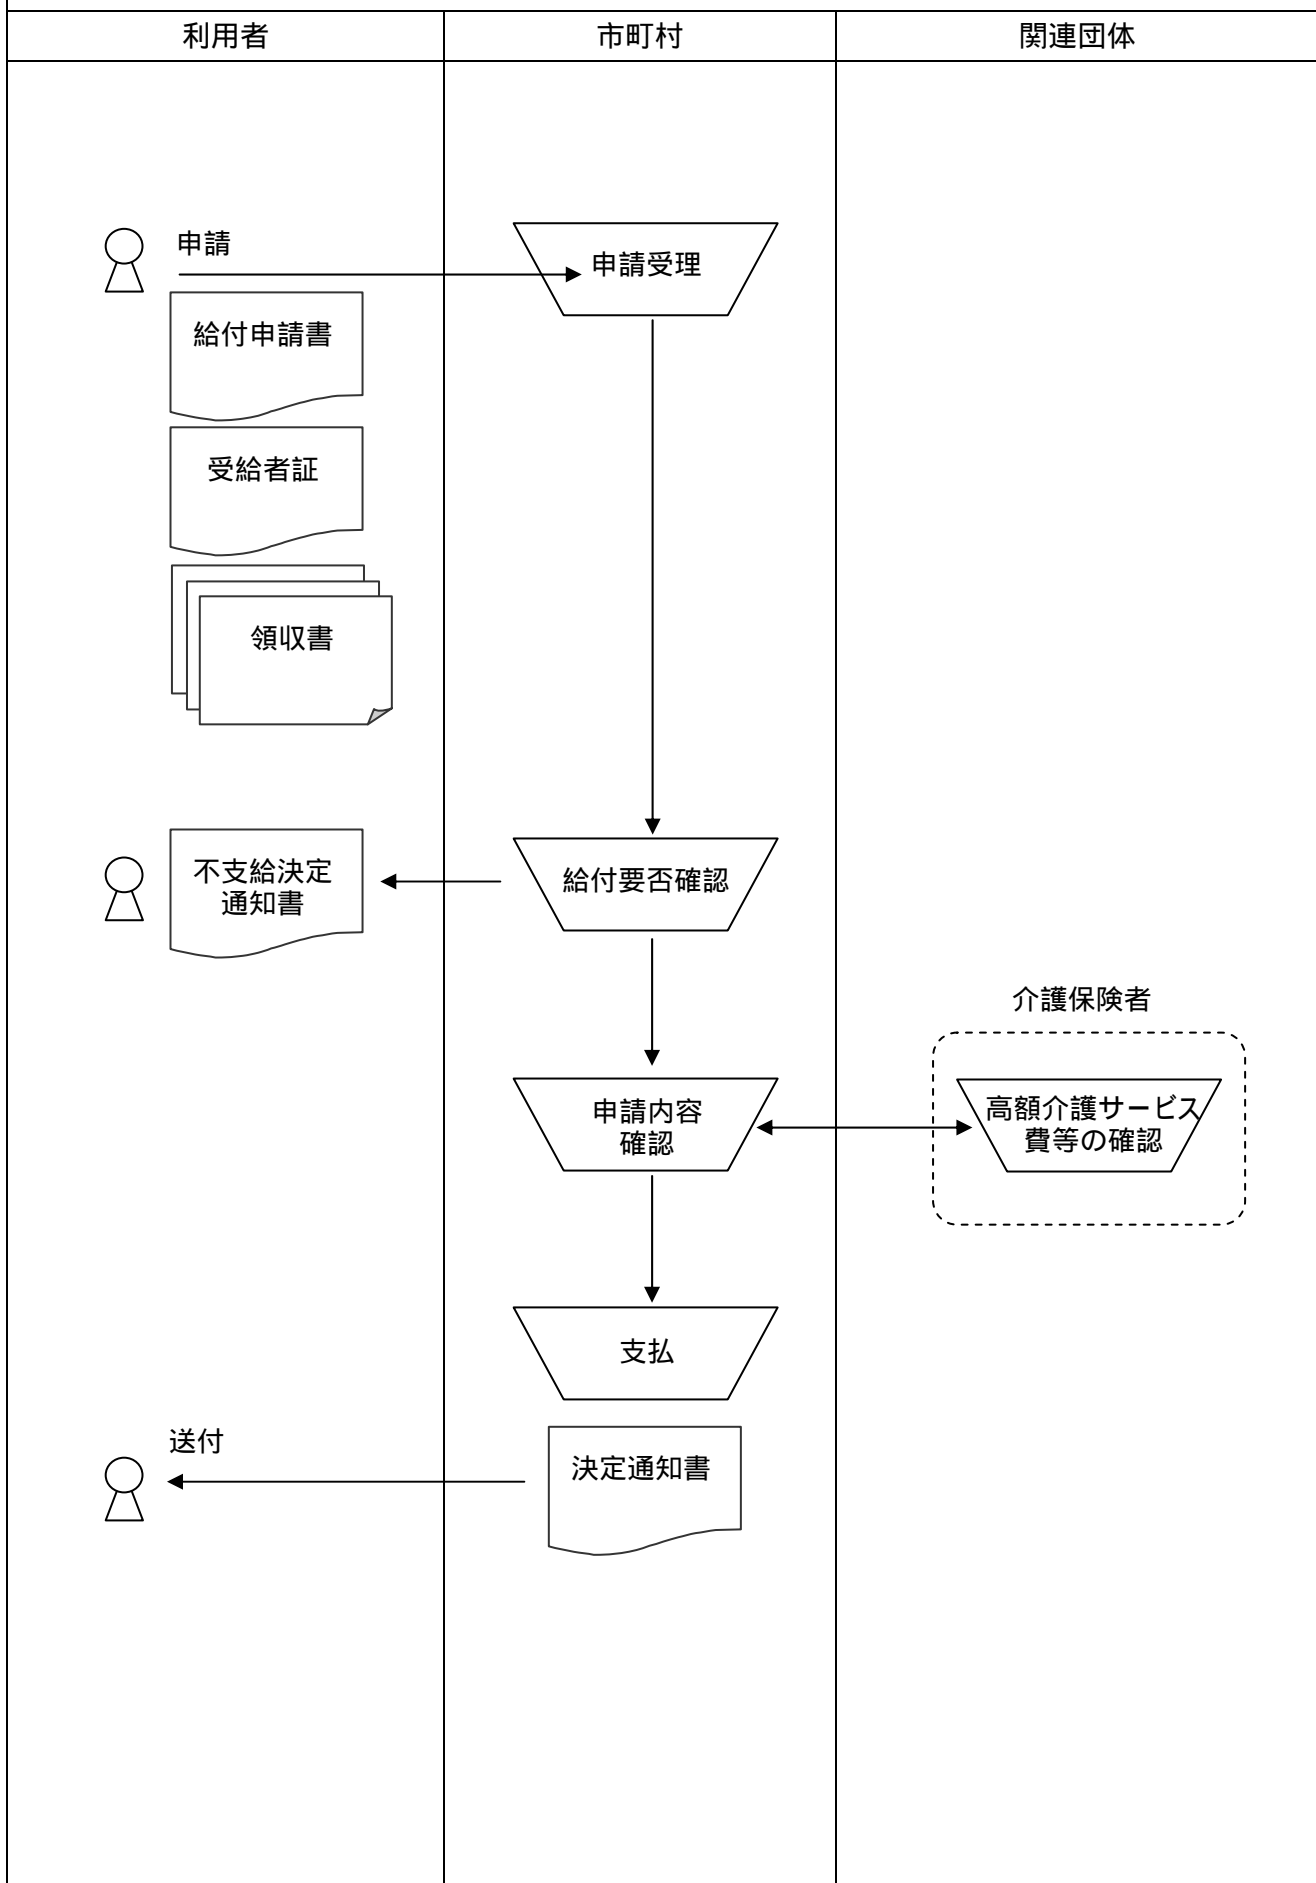 利用者
市町村
関連団体
申請
申請受理
給付申請書
受給者証
領収書
不支給決定
通知書
給付要否確認
介護保険者
申請内容
確認
高額介護サービス
費等の確認
支払
送付
決定通知書